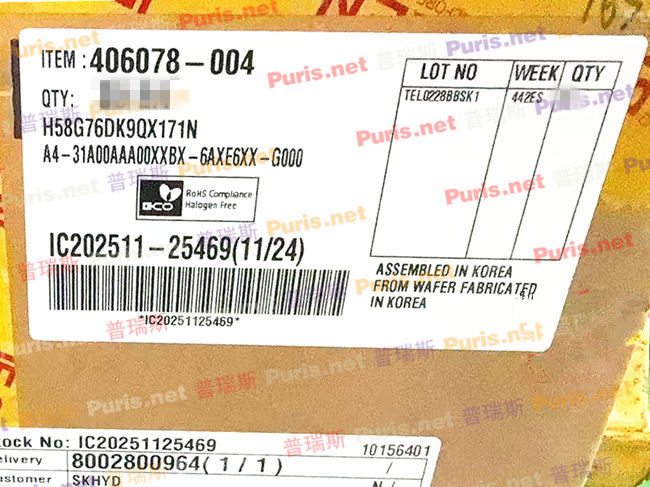 ITEM : 406078-004
QTY:
H58G76DK9QX171N
A4-31A00AAA00XXBX-6AXE6XX-G000
ECO RoHS Compliance
Halogen Free
IC202511-25469(11/24)
*IC20251125469*
LOT NO WEEK QTY
TEL0228BBSK1 442ES
ASSEMBLED IN KOREA
FROM WAFER FABRICATED
IN KOREA
ock No: IC20251125469
10156401
elivery 8002800964(1/1) /
ustomer SKHYD N/
Puris.net 普瑞斯